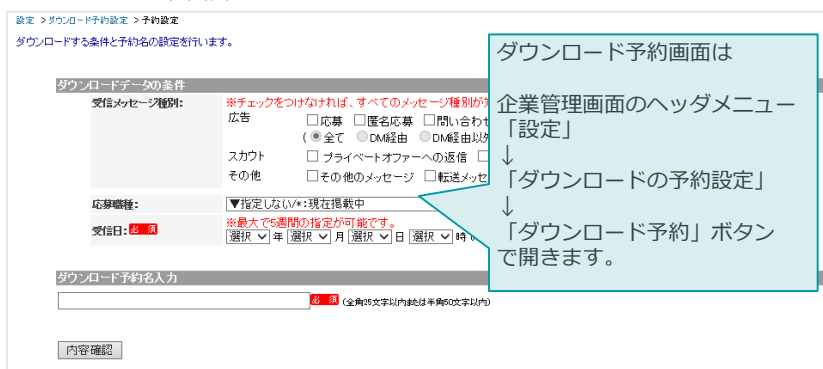 設定 ＞ダウンロード予約設定 ＞予約設定
ダウンロードする条件と予約名の設定を行います。
ダウンロード予約画面は
企業管理画面のヘッダメニュー
「設定」
↓
「ダウンロードの予約設定」
↓
「ダウンロード予約」ボタン
で開きます。
ダウンロードデータの条件
受信メッセージ種別:
※チェックをつけなければ、すべてのメッセージ種別が
広告
□応募 □匿名応募 □問い合わせ
(◉全て ○DM経由 ○DM経由以外
スカウト
□ プライベートオファーへの返信 □
その他
□その他のメッセージ □転送メッセ
応募職種:
▼指定しない/*:現在掲載中
受信日:必 須
※最大で5週間の指定が可能です。
選択 年 選択 月 選択 日 選択 時
ダウンロード予約名入力
必 須 (全角25文字以内または半角50文字以内)
内容確認